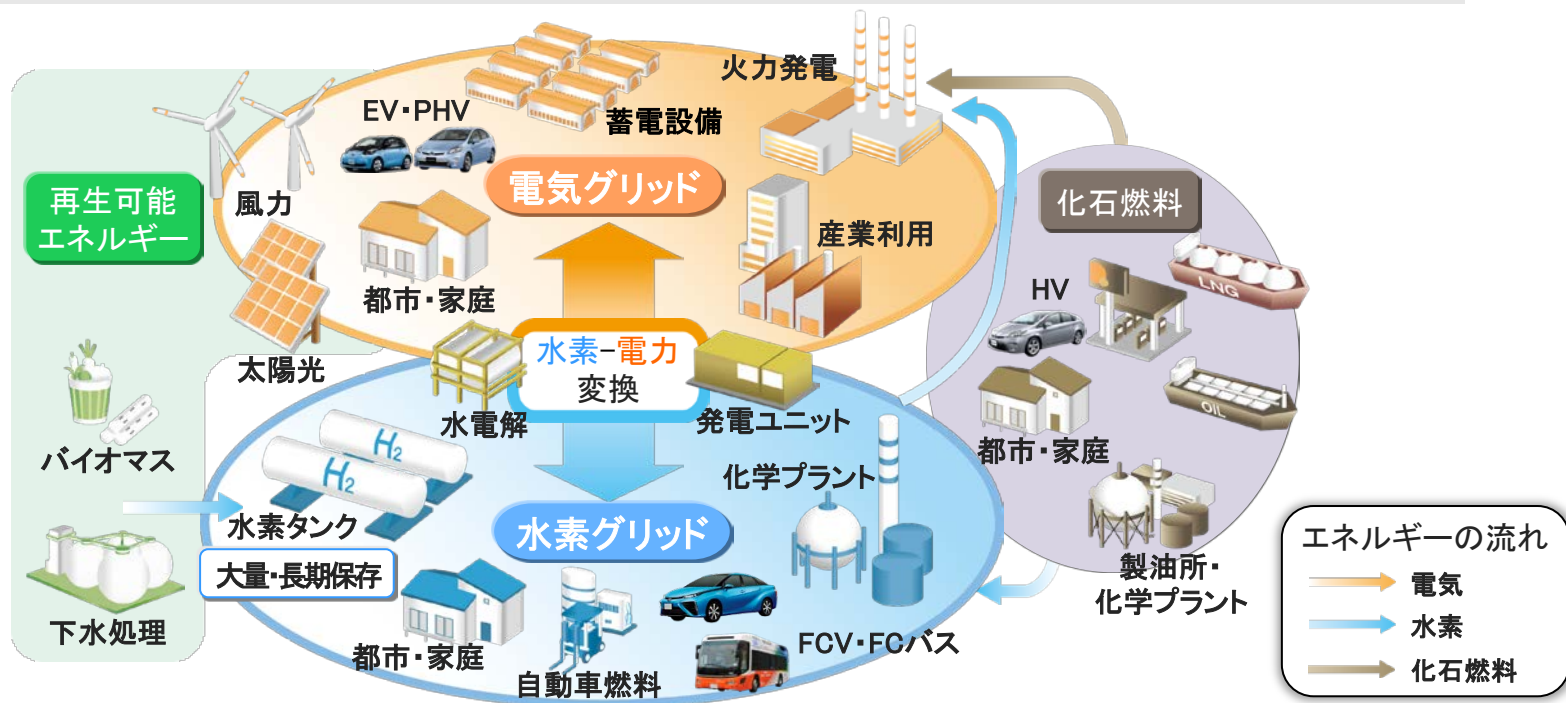 火力発電
EV・PHV
蓄電設備
電気グリッド
再生可能
エネルギー
風力
化石燃料
産業利用
LNG
HV
都市・家庭
水素-電力
変換
太陽光
OIL
水電解
発電ユニット
都市・家庭
バイオマス
H2
H2
化学プラント
水素タンク
水素グリッド
大量・長期保存
製油所・
化学プラント
下水処理
都市・家庭
自動車燃料
FCV・FCバス
エネルギーの流れ
電気
水素
化石燃料